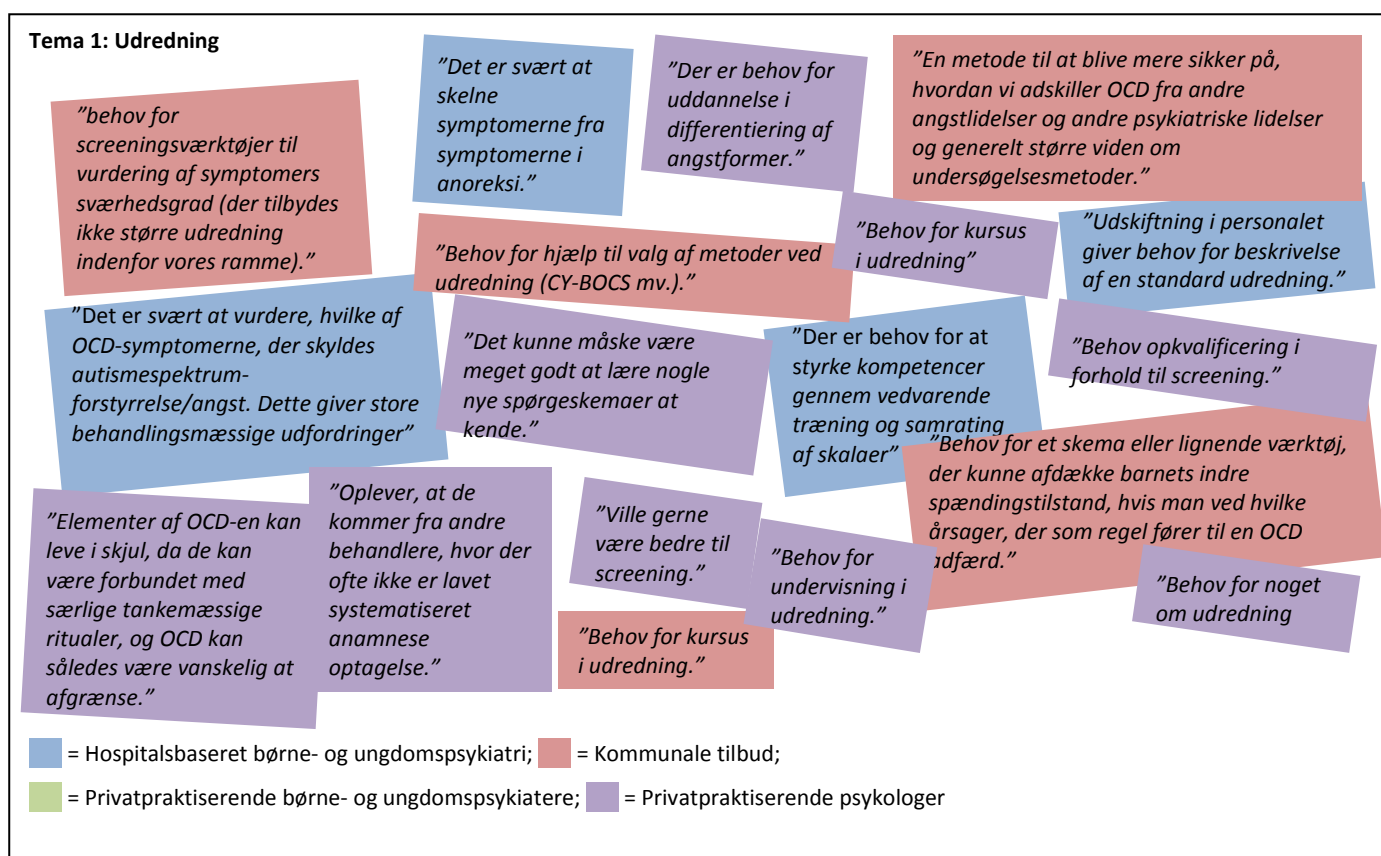 Tema 1: Udredning
”behov for
screeningsværktøjer til
vurdering af symptomers
sværhedsgrad (der tilbydes
ikke større udredning
indenfor vores ramme).”
”Det er svært at
skelne
symptomerne fra
symptomerne i
anoreksi.”
”Der er behov for
uddannelse i
differentiering af
angstformer.”
”En metode til at blive mere sikker på,
hvordan vi adskiller OCD fra andre
angstlidelser og andre psykiatriske lidelser
og generelt større viden om
undersøgelsesmetoder.”
”Behov for hjælp til valg af metoder ved
udredning (CY-BOCS mv.).”
”Behov for kursus
i udredning”
”Udskiftning i personalet
giver behov for beskrivelse
af en standard udredning.”
”Det er svært at vurdere, hvilke af
OCD-symptomerne, der skyldes
autismespektrum-
forstyrrelse/angst. Dette giver store
behandlingsmæssige udfordringer”
”Det kunne måske være
meget godt at lære nogle
nye spørgeskemaer at
kende.”
”Der er behov for at
styrke kompetencer
gennem vedvarende
træning og samrating
af skalaer”
”Behov opkvalificering i
forhold til screening.”
”Behov for et skema eller lignende værktøj,
der kunne afdække barnets indre
spændingstilstand, hvis man ved hvilke
årsager, der som regel fører til en OCD
adfærd.”
”Elementer af OCD-en kan
leve i skjul, da de kan
være forbundet med
særlige tankemæssige
ritualer, og OCD kan
således være vanskelig at
afgrænse.”
”Oplever, at de
kommer fra andre
behandlere, hvor der
ofte ikke er lavet
systematiseret
anamnese
optagelse.”
”Ville gerne
være bedre til
screening.”
”Behov for
undervisning i
udredning.”
”Behov for noget
om udredning
”Behov for kursus
i udredning.”
= Hospitalsbaseret børne- og ungdomspsykiatri; = Kommunale tilbud;
= Privatpraktiserende børne- og ungdomspsykiatere; = Privatpraktiserende psykologer